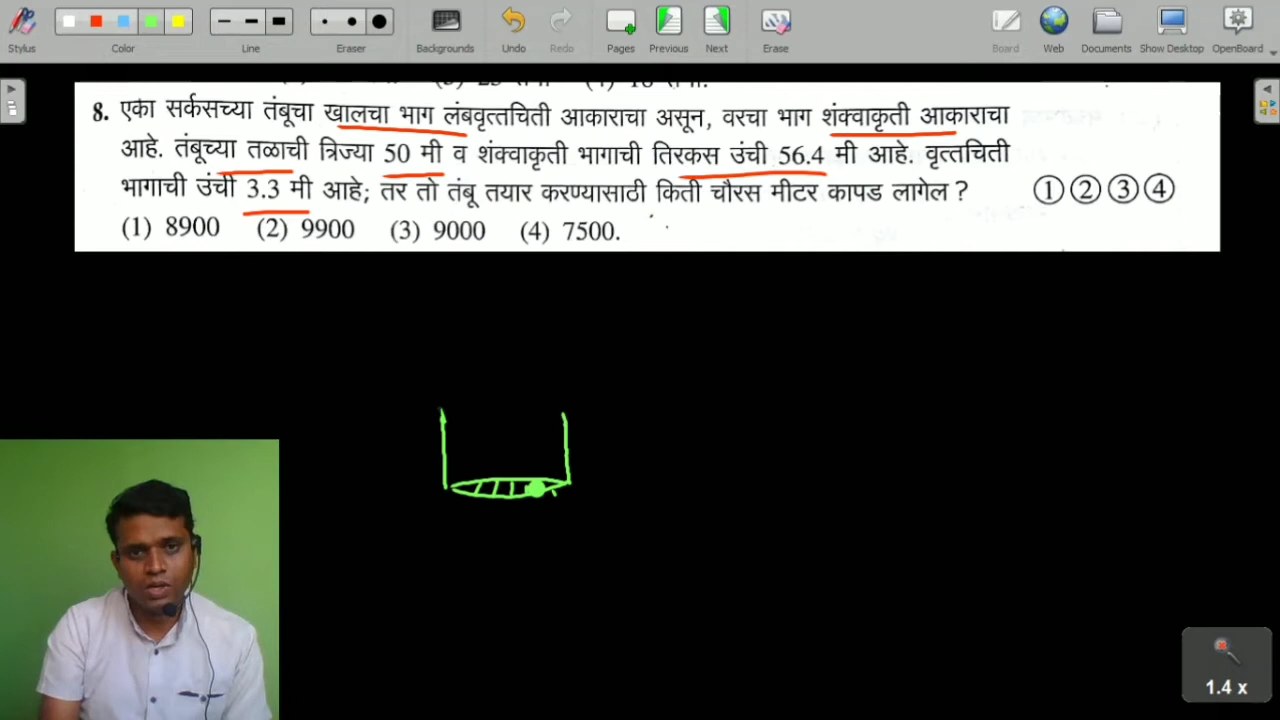 Stylus
Color
Line
Eraser
Backgrounds
Undo
Redo
Pages
Previous
Next
Erase
Board
Web
Documents
Show Desktop
OpenBoard
8. एका सर्कसच्या तंबूचा खालचा भाग लंबवृत्तचिती आकाराचा असून, वरचा भाग शंक्वाकृती आकाराचा
आहे. तंबूच्या तळाची त्रिज्या 50 मी व शंक्वाकृती भागाची तिरकस उंची 56.4 मी आहे. वृत्तचिती
भागाची उंची 3.3 मी आहे; तर तो तंबू तयार करण्यासाठी किती चौरस मीटर कापड लागेल ? ① ② ③ ④
(1) 8900 (2) 9900 (3) 9000 (4) 7500.
1.4 x